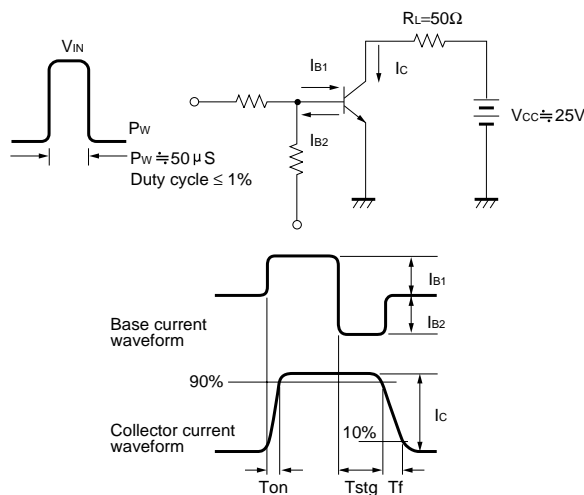 RL=50Ω
VIN
IB1
IC
IB2
VCC≒25V
PW
PW≒50μS
Duty cycle ≤ 1%
IB1
IB2
Base current
waveform
90%
IC
Collector current
waveform
10%
Ton
Tstg
Tf